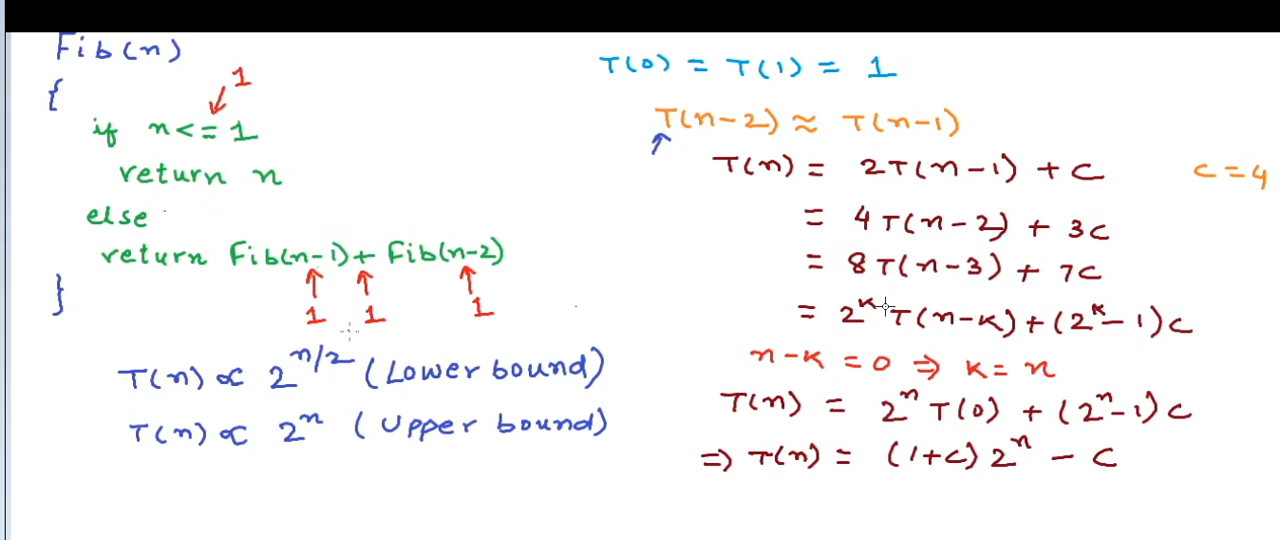 Fib(n)
{
1
if n<=1
return n
else
return Fib(n-1)+Fib(n-2)
1 1 1
}
T(n) ∝ 2^(n/2) (Lower bound)
T(n) ∝ 2^n (Upper bound)
T(0) = T(1) = 1
T(n-2) ≈ T(n-1)
T(n) = 2T(n-1) + c c=4
= 4T(n-2) + 3c
= 8T(n-3) + 7c
= 2^k T(n-k) + (2^k-1)c
n-k = 0 ⇒ k = n
T(n) = 2^n T(0) + (2^n-1)c
⇒ T(n) = (1+c) 2^n - c